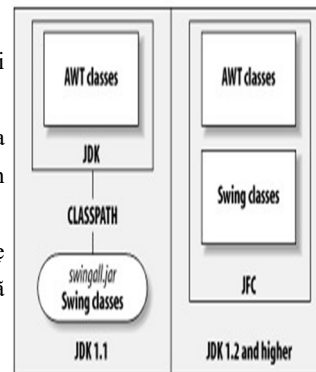 AWT classes
JDK
CLASSPATH
swingall.jar
Swing classes
JDK 1.1
AWT classes
Swing classes
JFC
JDK 1.2 and higher